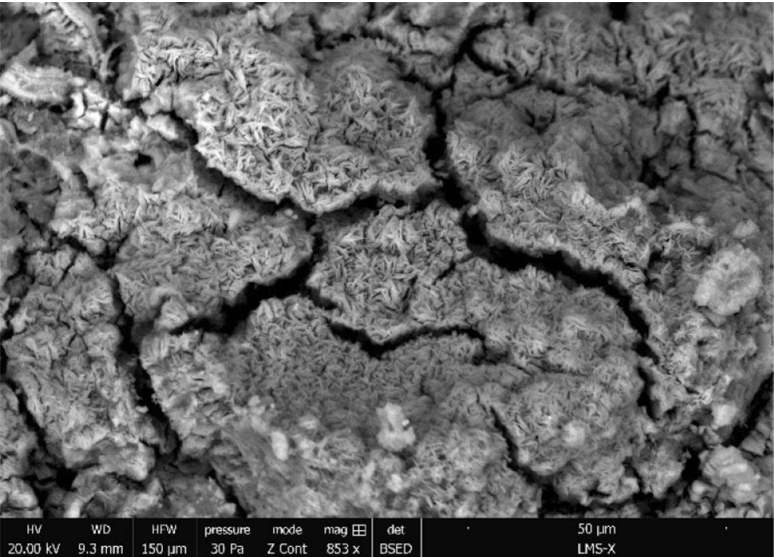 HV WD HFW pressure mode mag det 50 µm
20.00 kV 9.3 mm 150 µm 30 Pa Z Cont 853 x BSED LMS-X